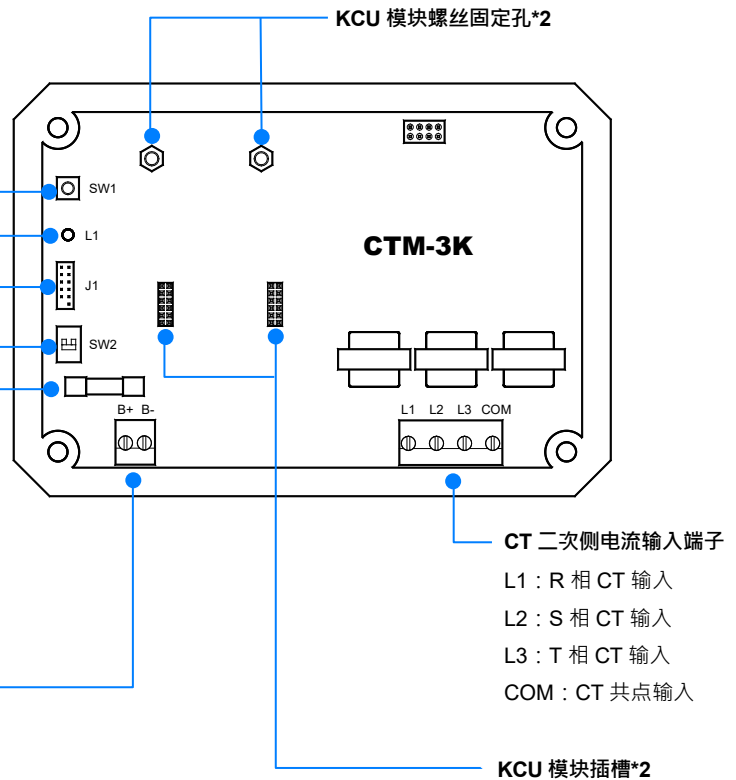 KCU 模块螺丝固定孔*2
SW1
L1
CTM-3K
J1
SW2
B+ B-
L1 L2 L3 COM
CT 二次侧电流输入端子
L1：R 相 CT 输入
L2：S 相 CT 输入
L3：T 相 CT 输入
COM：CT 共点输入
KCU 模块插槽*2